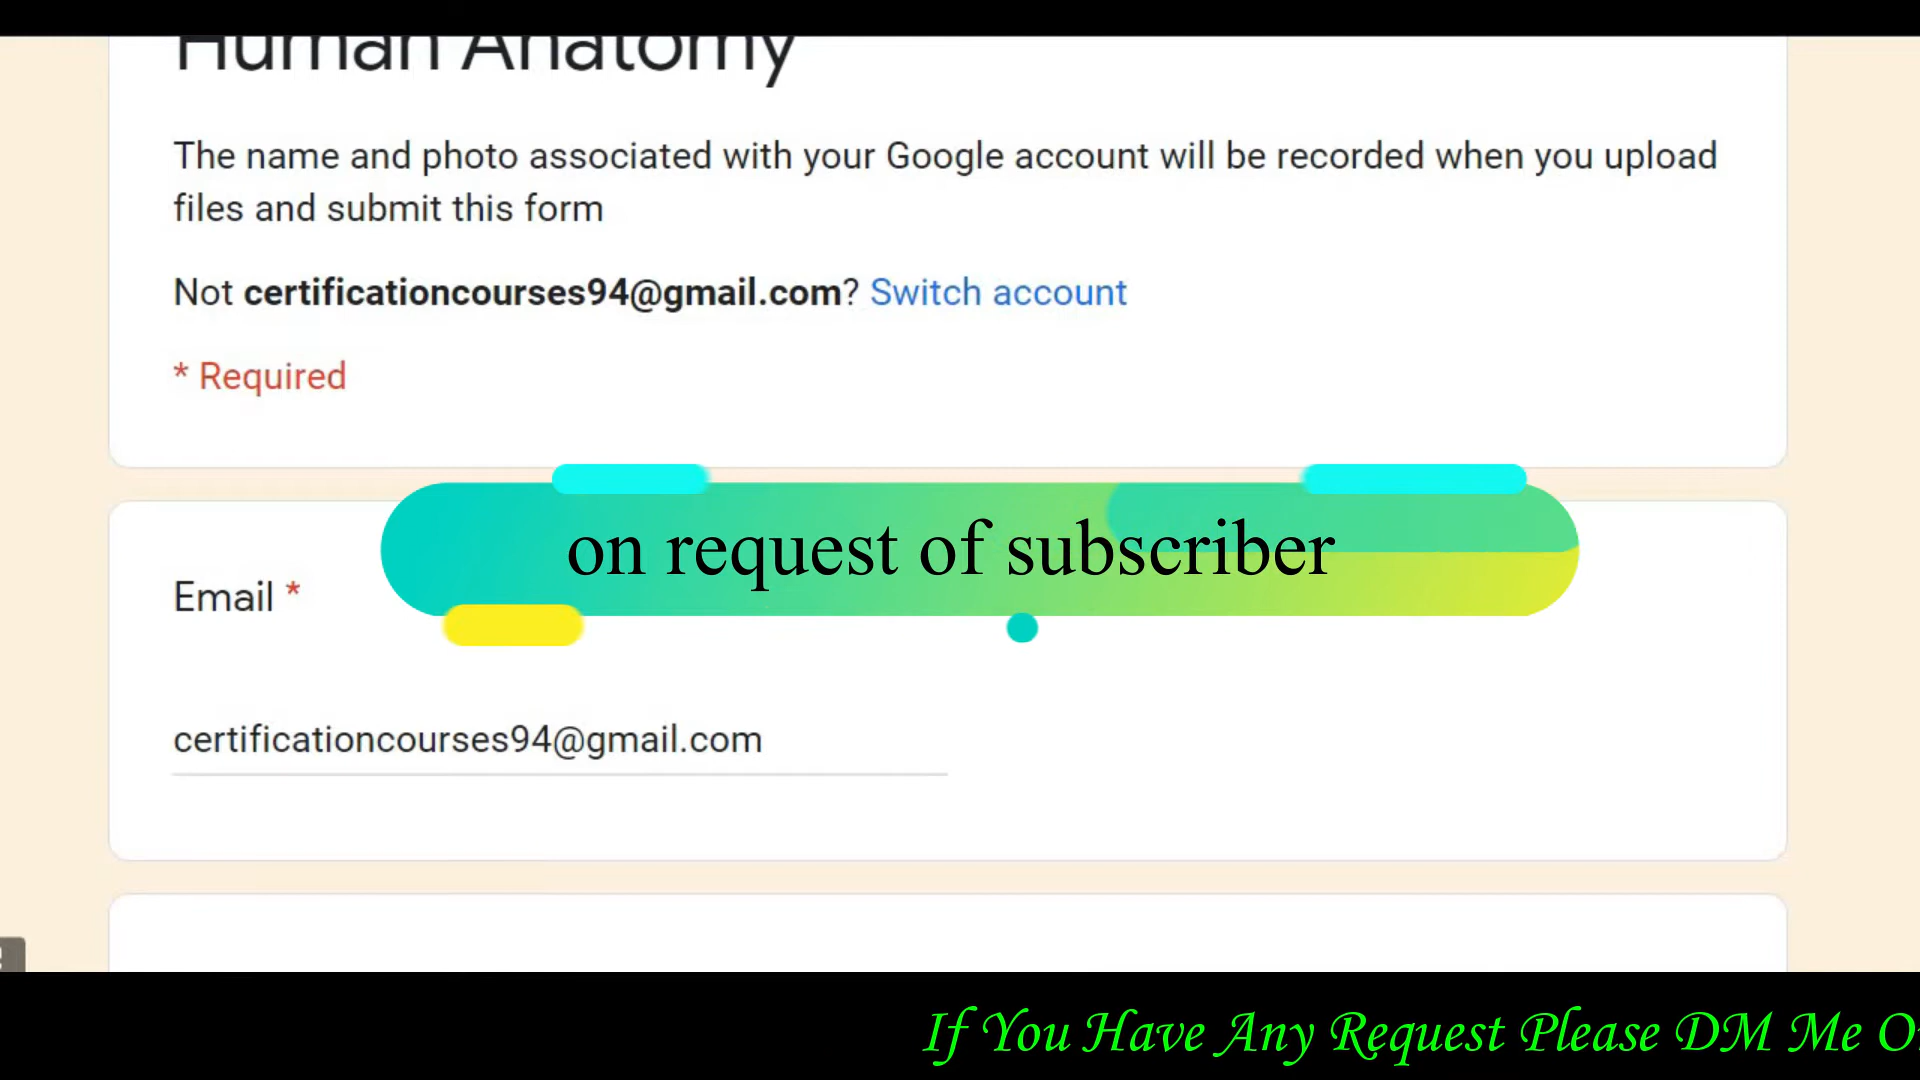 Human Anatomy
The name and photo associated with your Google account will be recorded when you upload
files and submit this form
Not certificationcourses94@gmail.com? Switch account
* Required
on request of subscriber
Email *
certificationcourses94@gmail.com
If You Have Any Request Please DM Me